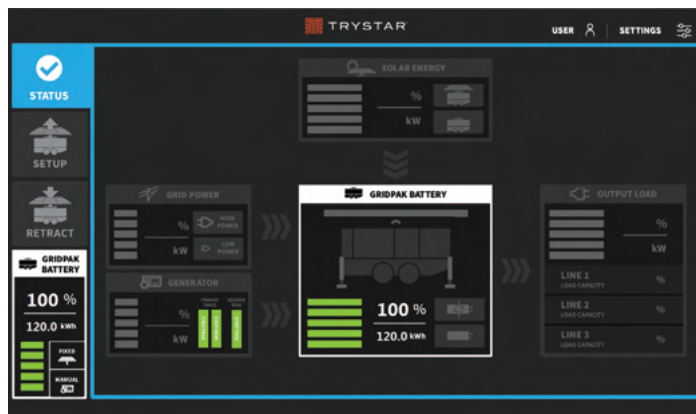 TRYSTAR
USER
SETTINGS
STATUS
SETUP
RETRACT
GRIDPAK
BATTERY
100 %
120.0 kWh
FIXED
MANUAL
SOLAR ENERGY
%
kW
GRID POWER
%
kW
HIGH
POWER
LOW
POWER
GENERATOR
%
kW
PRIMARY
TANKS
GRIDPAK BATTERY
100 %
120.0 kWh
OUTPUT LOAD
%
kW
LINE 1
LOAD CAPACITY
%
LINE 2
LOAD CAPACITY
%
LINE 3
LOAD CAPACITY
%